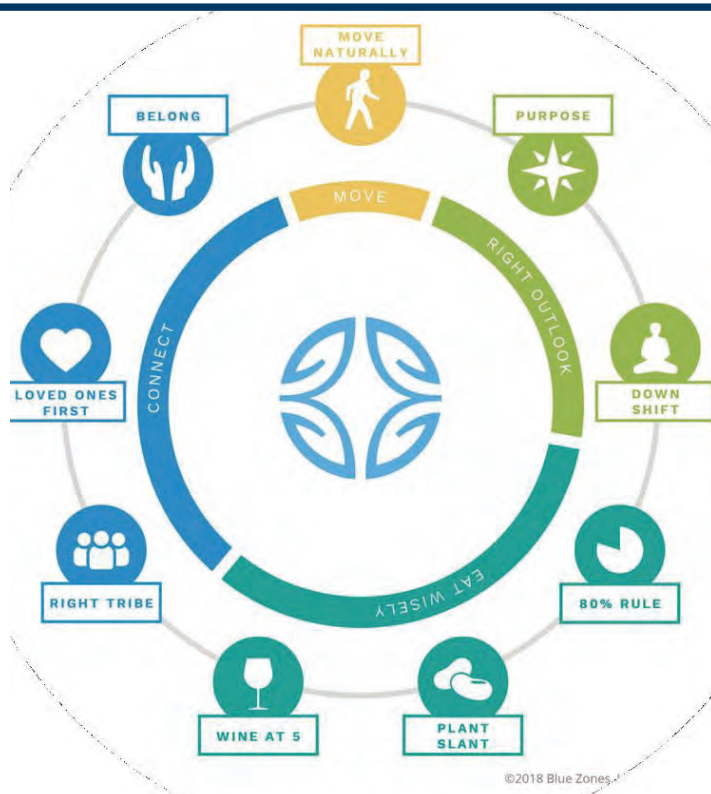 MOVE
NATURALLY
BELONG
PURPOSE
MOVE
RIGHT OUTLOOK
CONNECT
LOVED ONES
FIRST
DOWN
SHIFT
RIGHT TRIBE
80% RULE
EAT WISELY
WINE AT 5
PLANT
SLANT
©2018 Blue Zones